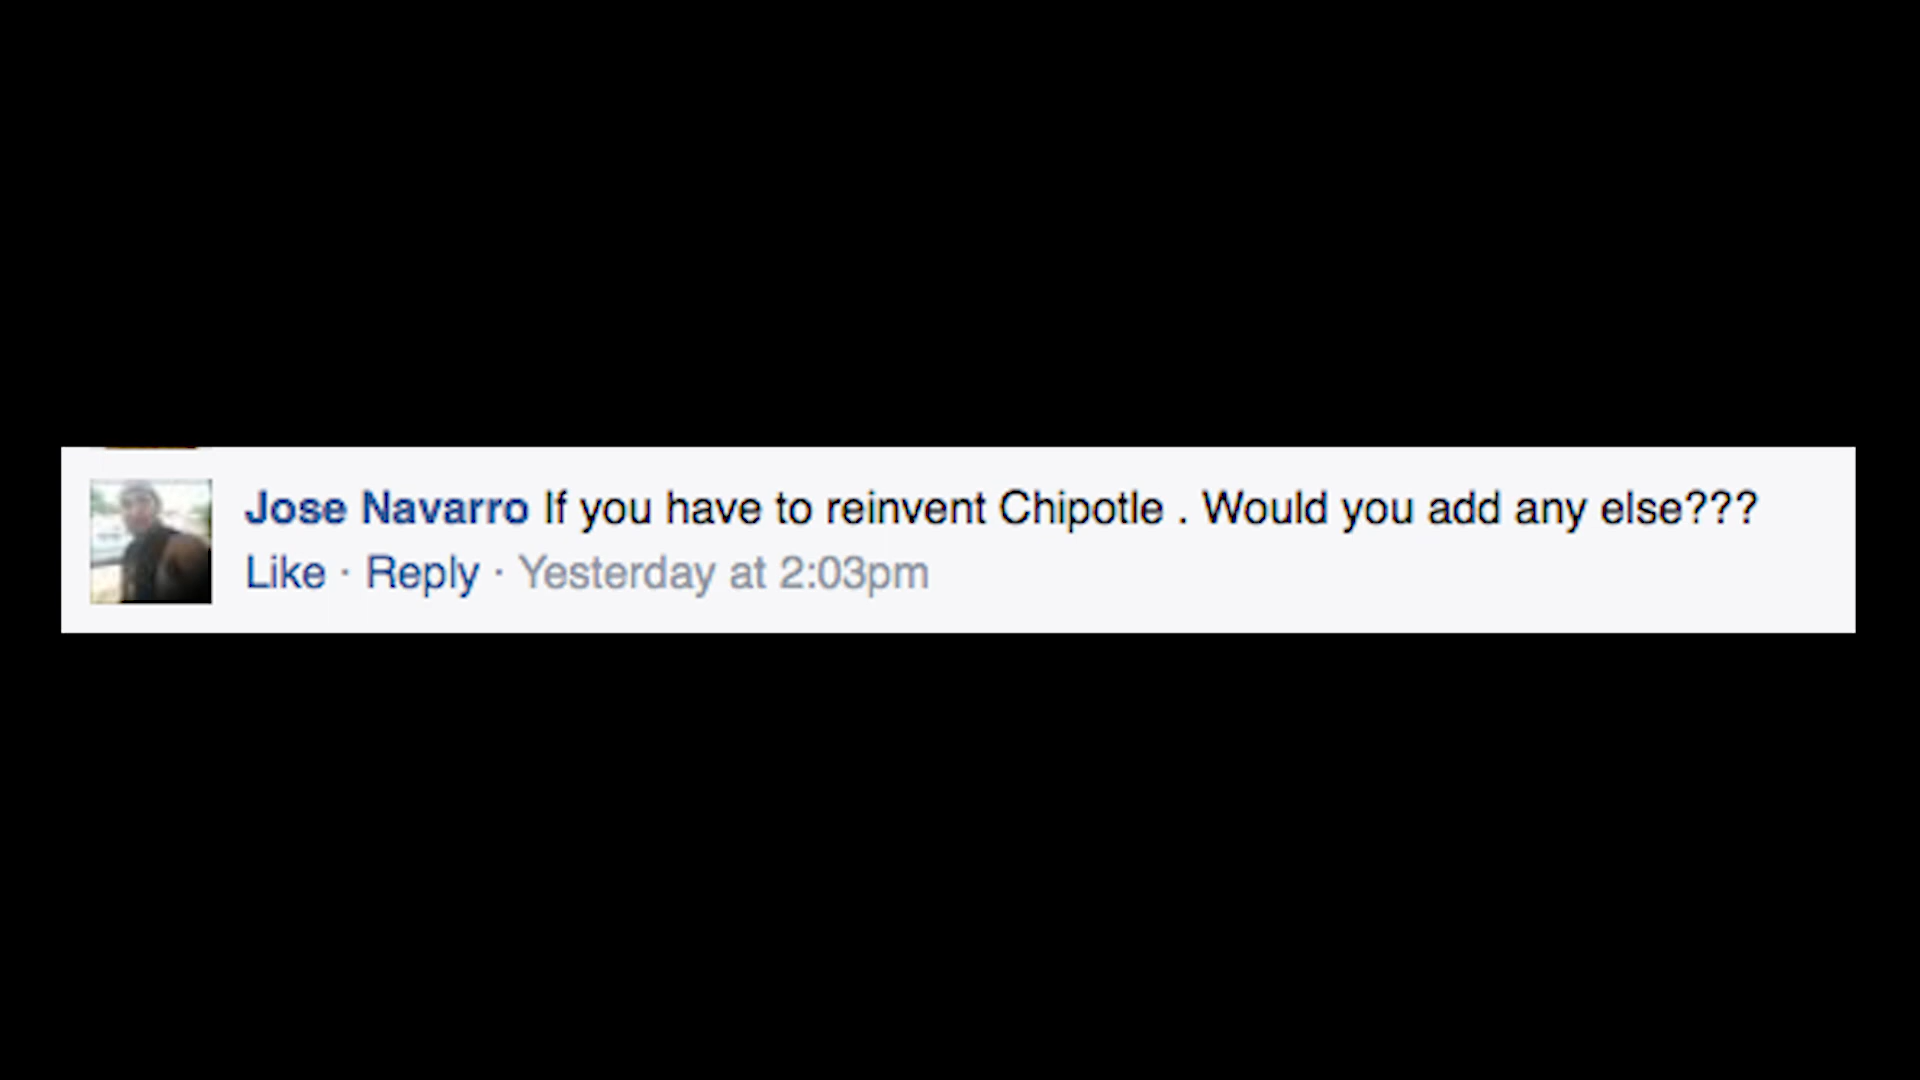 Jose Navarro If you have to reinvent Chipotle . Would you add any else???
Like · Reply · Yesterday at 2:03pm